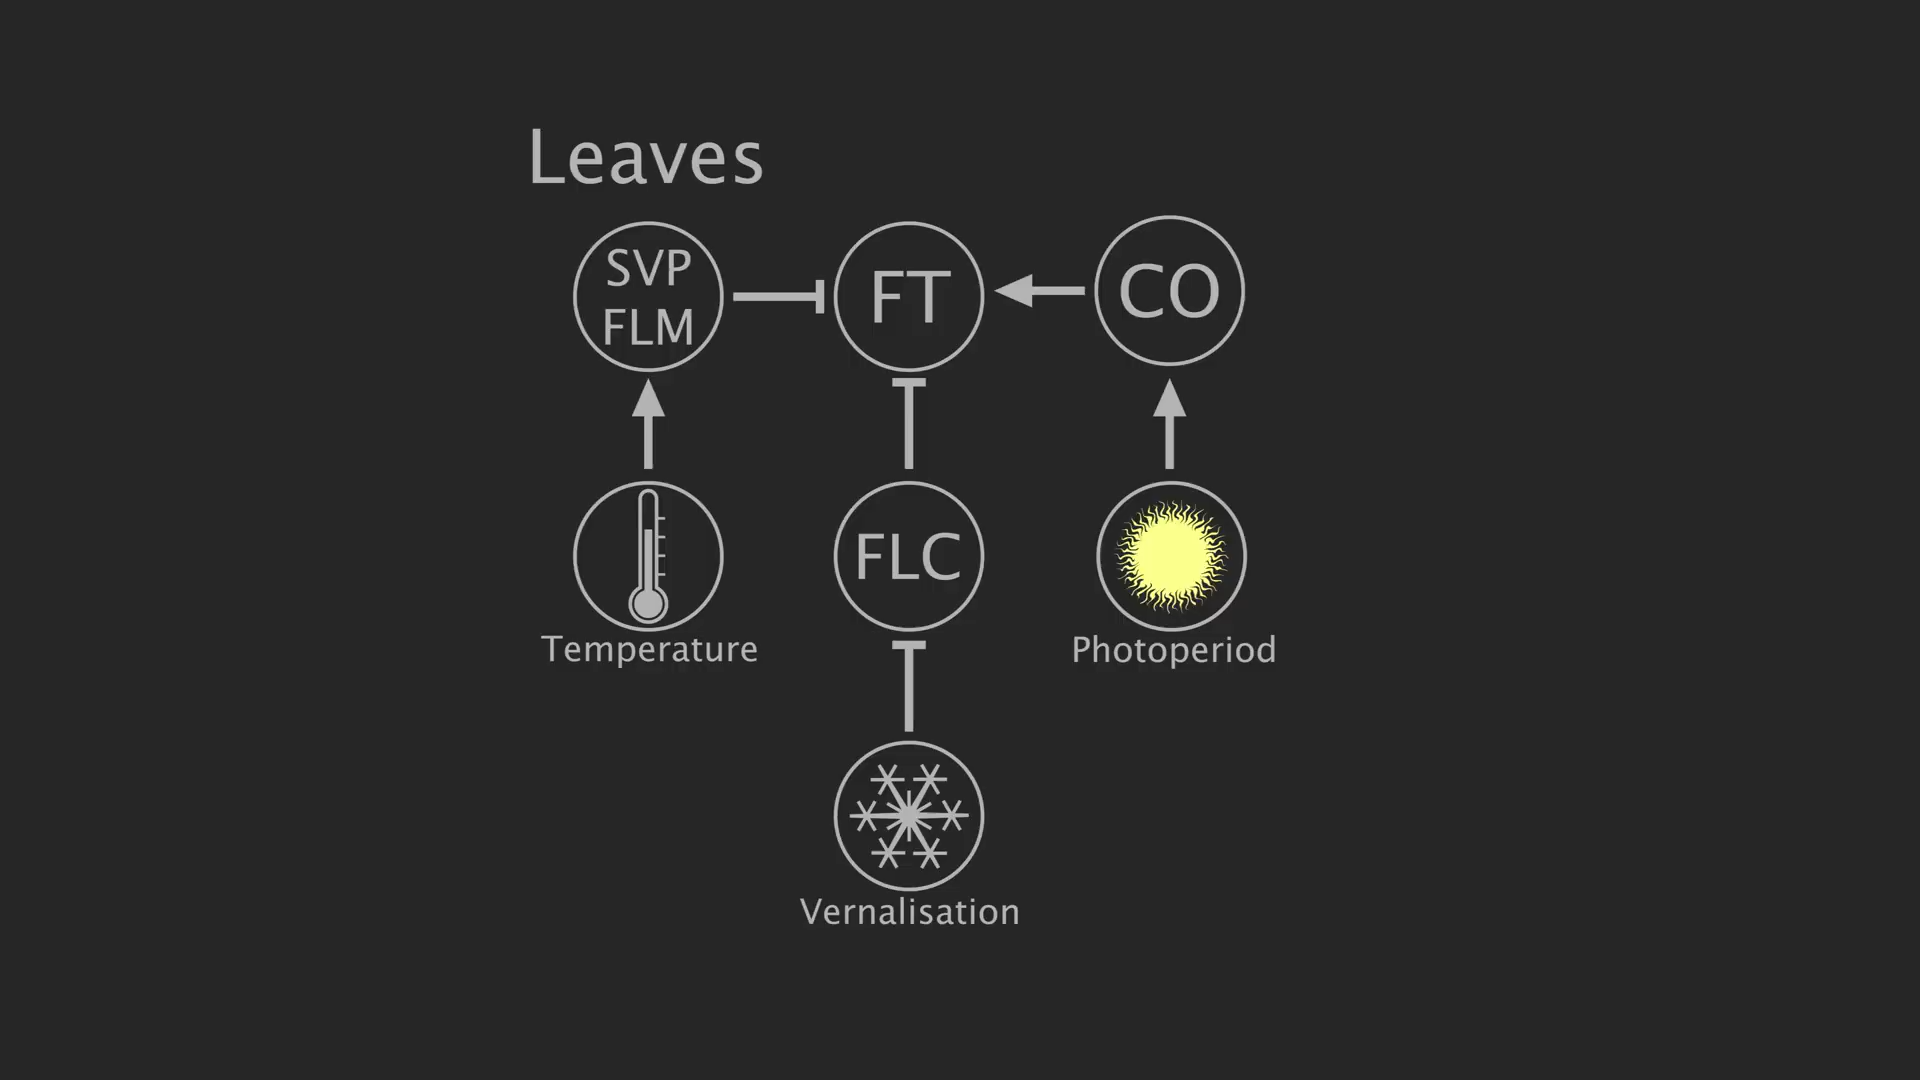 Leaves
SVP
FLM
FT
CO
FLC
Temperature
Photoperiod
Vernalisation